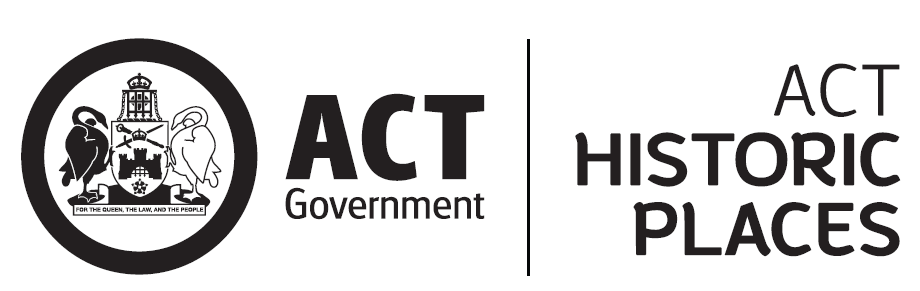 FOR THE QUEEN, THE LAW, AND THE PEOPLE
ACT
Government
ACT
HISTORIC
PLACES